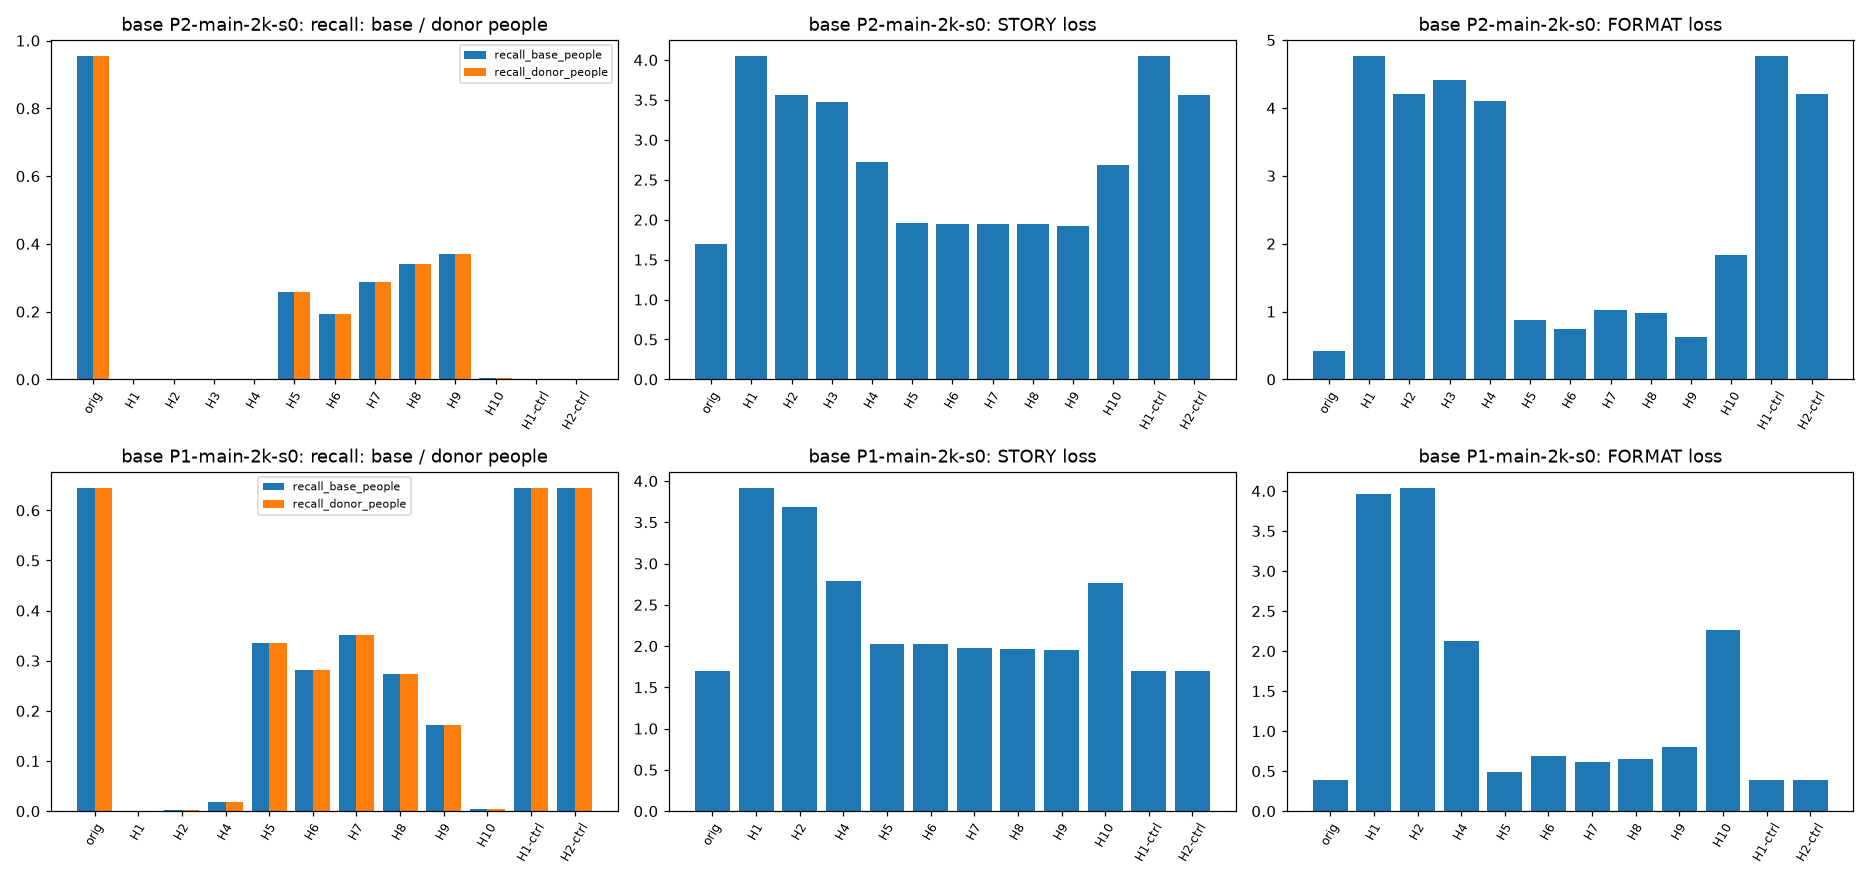 base P2-main-2k-s0: recall: base / donor people
1.0
0.8
0.6
0.4
0.2
0.0
recall_base_people
recall_donor_people
orig
H1
H2
H3
H4
H5
H6
H7
H8
H9
H10
H1-ctrl
H2-ctrl
base P2-main-2k-s0: STORY loss
4.0
3.5
3.0
2.5
2.0
1.5
1.0
0.5
0.0
orig
H1
H2
H3
H4
H5
H6
H7
H8
H9
H10
H1-ctrl
H2-ctrl
base P2-main-2k-s0: FORMAT loss
5
4
3
2
1
0
orig
H1
H2
H3
H4
H5
H6
H7
H8
H9
H10
H1-ctrl
H2-ctrl
base P1-main-2k-s0: recall: base / donor people
0.6
0.5
0.4
0.3
0.2
0.1
0.0
recall_base_people
recall_donor_people
orig
H1
H2
H4
H5
H6
H7
H8
H9
H10
H1-ctrl
H2-ctrl
base P1-main-2k-s0: STORY loss
4.0
3.5
3.0
2.5
2.0
1.5
1.0
0.5
0.0
orig
H1
H2
H4
H5
H6
H7
H8
H9
H10
H1-ctrl
H2-ctrl
base P1-main-2k-s0: FORMAT loss
4.0
3.5
3.0
2.5
2.0
1.5
1.0
0.5
0.0
orig
H1
H2
H4
H5
H6
H7
H8
H9
H10
H1-ctrl
H2-ctrl